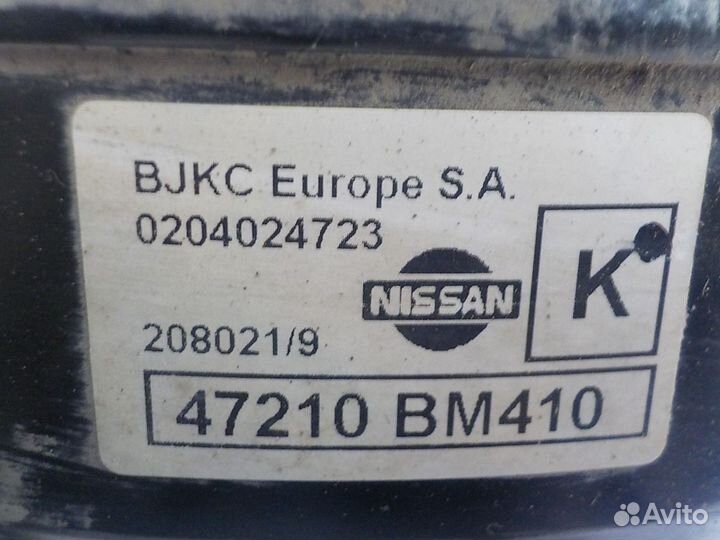 BJKC Europe S.A.
0204024723
NISSAN
K
208021/9
47210 BM410
Avito